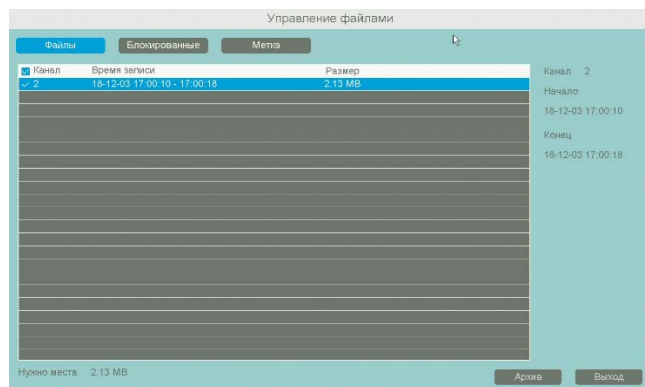 Управление файлами
Файлы Блокированные Метка
Канал Время записи Размер
2 18-12-03 17:00:10 - 17:00:18 2.13 MB
Канал 2
Начало
18-12-03 17:00:10
Конец
18-12-03 17:00:18
Нужно места 2.13 MB
Архив Выход